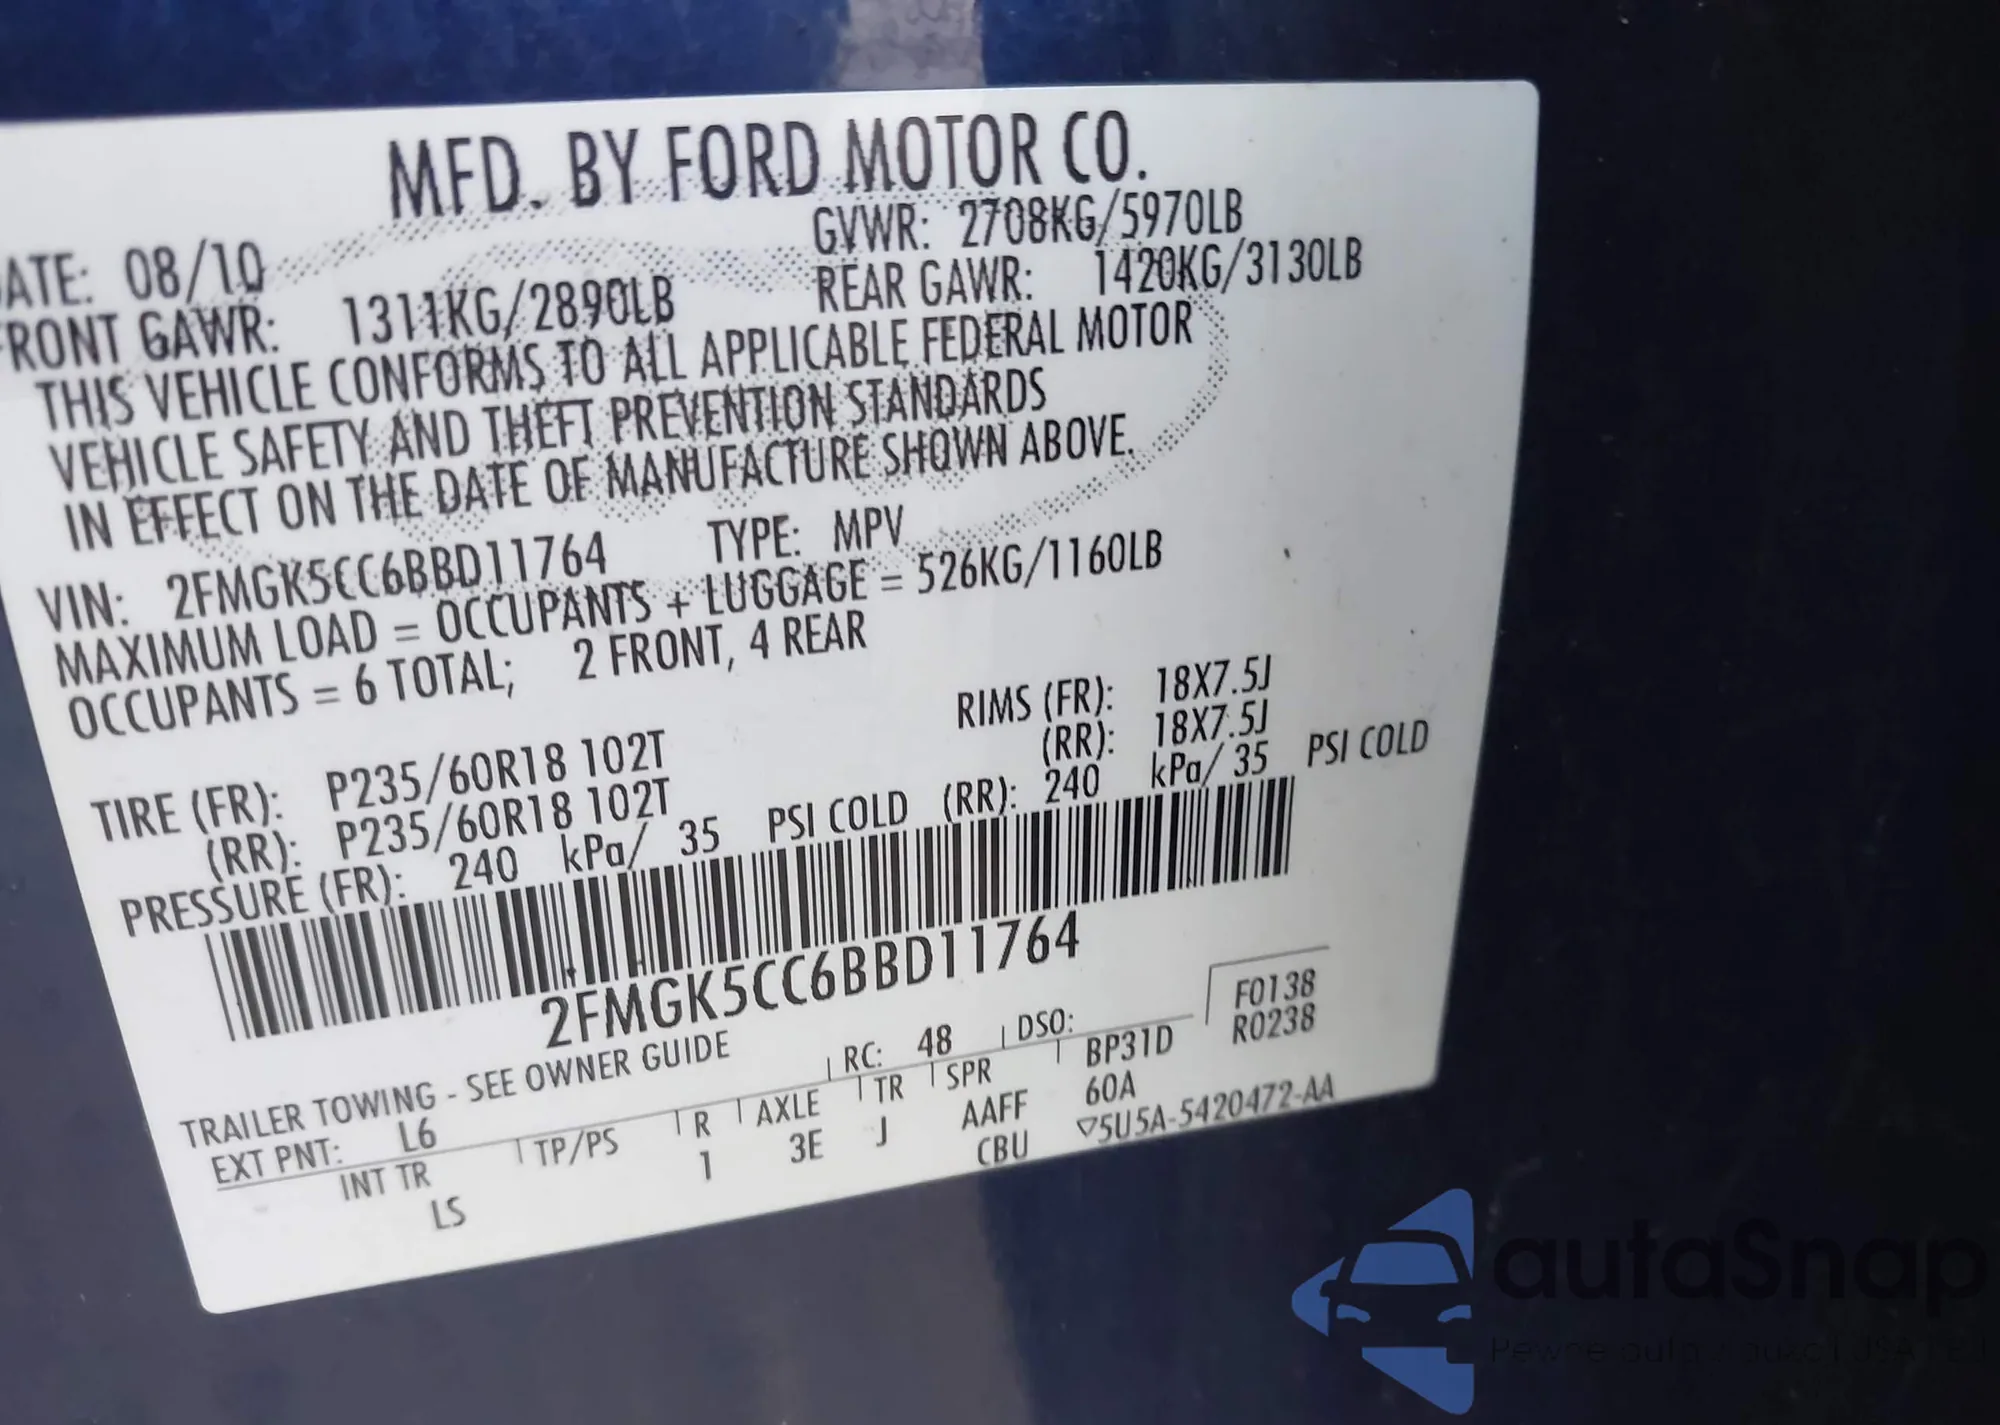 MFD. BY FORD MOTOR CO.
ATE: 08/10 GVWR: 2708KG/5970LB
RONT GAWR: 1311KG/2890LB REAR GAWR: 1420KG/3130LB
THIS VEHICLE CONFORMS TO ALL APPLICABLE FEDERAL MOTOR
VEHICLE SAFETY AND THEFT PREVENTION STANDARDS
IN EFFECT ON THE DATE OF MANUFACTURE SHOWN ABOVE.
VIN: 2FMGK5CC6BBD11764 TYPE: MPV
MAXIMUM LOAD = OCCUPANTS + LUGGAGE = 526KG/1160LB
OCCUPANTS = 6 TOTAL; 2 FRONT, 4 REAR
TIRE (FR): P235/60R18 102T RIMS (FR): 18X7.5J
(RR): P235/60R18 102T (RR): 18X7.5J
PRESSURE (FR): 240 kPa/ 35 PSI COLD (RR): 240 kPa/ 35 PSI COLD
2FMGK5CC6BBD11764
TRAILER TOWING - SEE OWNER GUIDE RC: 48 DSO: F0138
R0238
EXT PNT: L6 BP31D
INT TR TP/PS R AXLE TR SPR 60A
LS 1 3E J AAFF
CBU ▽5U5A-5420472-AA
autaSnap